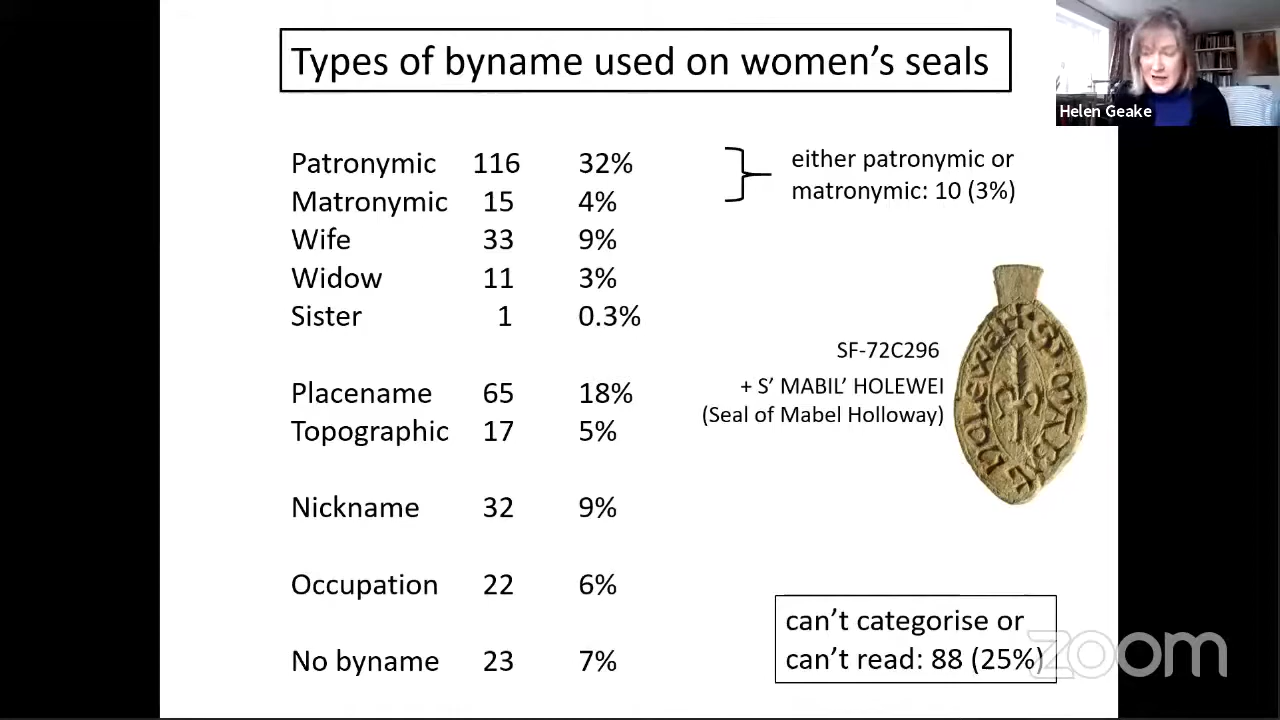 Types of byname used on women's seals
Helen Geake
Patronymic 116 32%
Matronymic 15 4%
Wife 33 9%
Widow 11 3%
Sister 1 0.3%
either patronymic or
matronymic: 10 (3%)
SF-72C296
+ S' MABIL' HOLEWEI
(Seal of Mabel Holloway)
Placename 65 18%
Topographic 17 5%
Nickname 32 9%
Occupation 22 6%
No byname 23 7%
can't categorise or
can't read: 88 (25%)
zoom